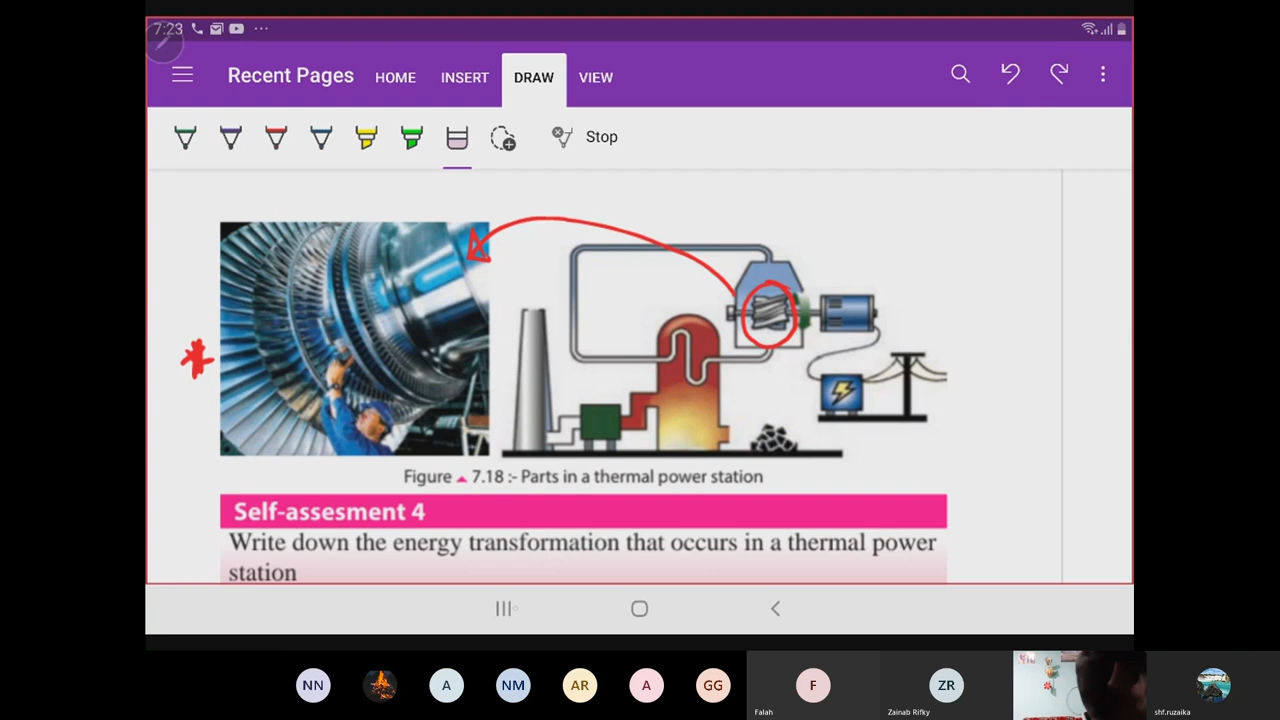 7:23
Recent Pages HOME INSERT DRAW VIEW
Stop
Figure 7.18 :- Parts in a thermal power station
Self-assesment 4
Write down the energy transformation that occurs in a thermal power
station
NN A NM AR A GG F ZR
Falah Zainab Rifky shf.ruzaika